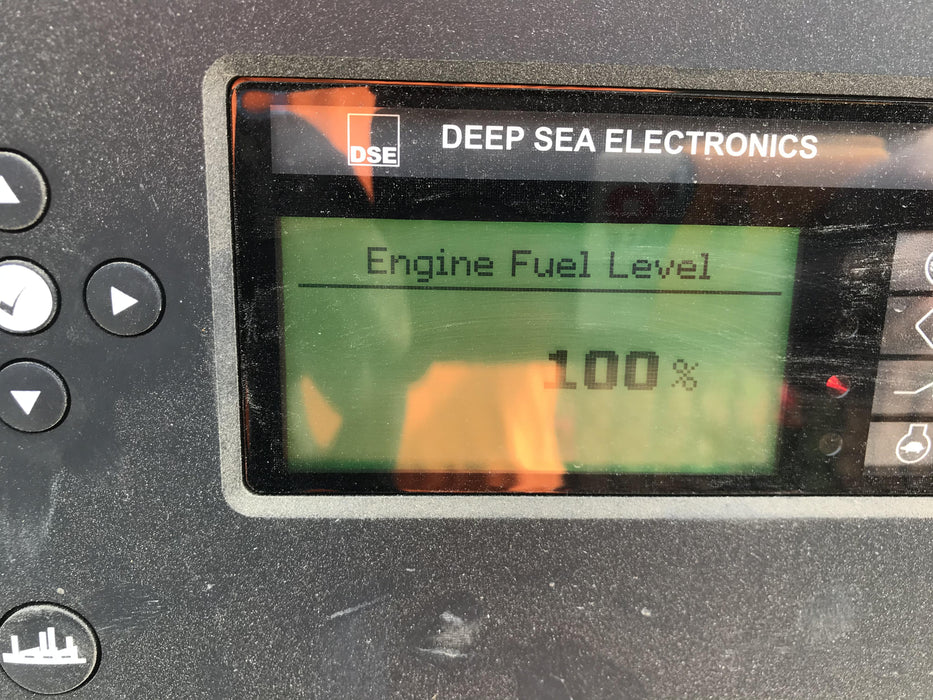 DSE
DEEP SEA ELECTRONICS
Engine Fuel Level
100 %